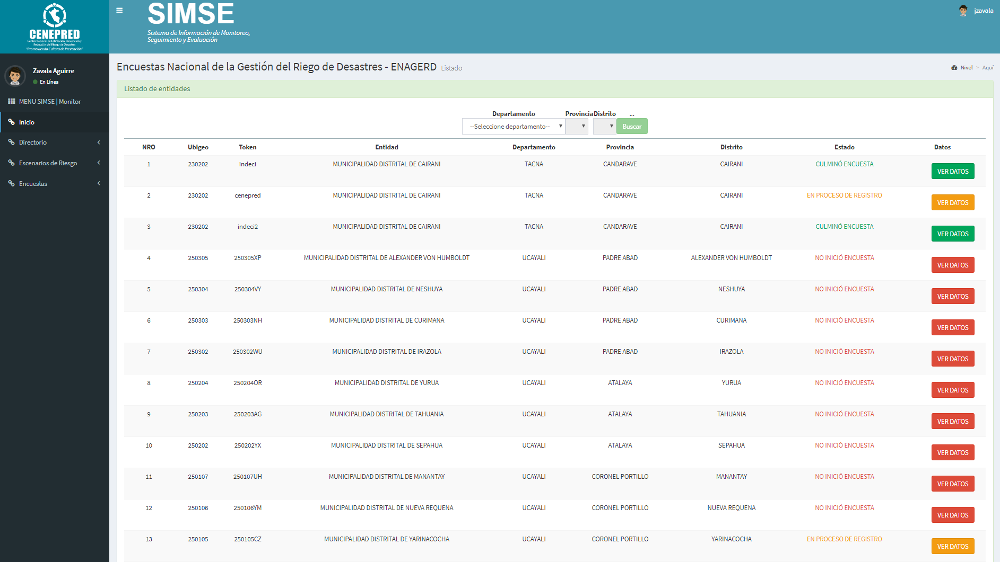 CENEPRED
Centro Nacional de Estimación, Prevención y
Reducción del Riesgo de Desastres
"Promoviendo Cultura de Prevención"
SIMSE
Sistema de Información de Monitoreo,
Seguimiento y Evaluación
jzavala
Zavala Aguirre
En Línea
MENU SIMSE | Monitor
Inicio
Directorio
Escenarios de Riesgo
Encuestas
Encuestas Nacional de la Gestión del Riego de Desastres - ENAGERD Listado
Nivel > Aquí
Listado de entidades
Departamento Provincia Distrito ...
--Seleccione departamento-- Buscar
NRO Ubigeo Token Entidad Departamento Provincia Distrito Estado Datos
1 230202 indeci MUNICIPALIDAD DISTRITAL DE CAIRANI TACNA CANDARAVE CAIRANI CULMINÓ ENCUESTA VER DATOS
2 230202 cenepred MUNICIPALIDAD DISTRITAL DE CAIRANI TACNA CANDARAVE CAIRANI EN PROCESO DE REGISTRO VER DATOS
3 230202 indeci2 MUNICIPALIDAD DISTRITAL DE CAIRANI TACNA CANDARAVE CAIRANI CULMINÓ ENCUESTA VER DATOS
4 250305 250305XP MUNICIPALIDAD DISTRITAL DE ALEXANDER VON HUMBOLDT UCAYALI PADRE ABAD ALEXANDER VON HUMBOLDT NO INICIÓ ENCUESTA VER DATOS
5 250304 250304VY MUNICIPALIDAD DISTRITAL DE NESHUYA UCAYALI PADRE ABAD NESHUYA NO INICIÓ ENCUESTA VER DATOS
6 250303 250303NH MUNICIPALIDAD DISTRITAL DE CURIMANA UCAYALI PADRE ABAD CURIMANA NO INICIÓ ENCUESTA VER DATOS
7 250302 250302WU MUNICIPALIDAD DISTRITAL DE IRAZOLA UCAYALI PADRE ABAD IRAZOLA NO INICIÓ ENCUESTA VER DATOS
8 250204 250204OR MUNICIPALIDAD DISTRITAL DE YURUA UCAYALI ATALAYA YURUA NO INICIÓ ENCUESTA VER DATOS
9 250203 250203AG MUNICIPALIDAD DISTRITAL DE TAHUANIA UCAYALI ATALAYA TAHUANIA NO INICIÓ ENCUESTA VER DATOS
10 250202 250202YX MUNICIPALIDAD DISTRITAL DE SEPAHUA UCAYALI ATALAYA SEPAHUA NO INICIÓ ENCUESTA VER DATOS
11 250107 250107UH MUNICIPALIDAD DISTRITAL DE MANANTAY UCAYALI CORONEL PORTILLO MANANTAY NO INICIÓ ENCUESTA VER DATOS
12 250106 250106YM MUNICIPALIDAD DISTRITAL DE NUEVA REQUENA UCAYALI CORONEL PORTILLO NUEVA REQUENA NO INICIÓ ENCUESTA VER DATOS
13 250105 250105CZ MUNICIPALIDAD DISTRITAL DE YARINACOCHA UCAYALI CORONEL PORTILLO YARINACOCHA EN PROCESO DE REGISTRO VER DATOS